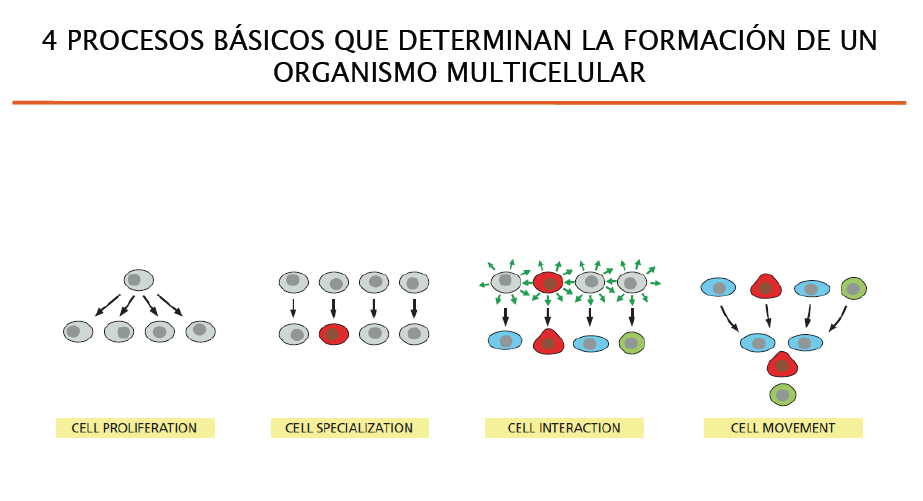 4 PROCESOS BÁSICOS QUE DETERMINAN LA FORMACIÓN DE UN
ORGANISMO MULTICELULAR
CELL PROLIFERATION
CELL SPECIALIZATION
CELL INTERACTION
CELL MOVEMENT